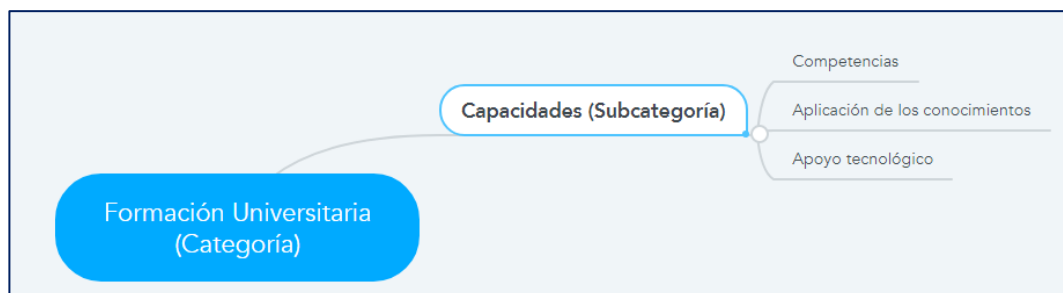 Competencias
Capacidades (Subcategoría)
Aplicación de los conocimientos
Apoyo tecnológico
Formación Universitaria
(Categoría)